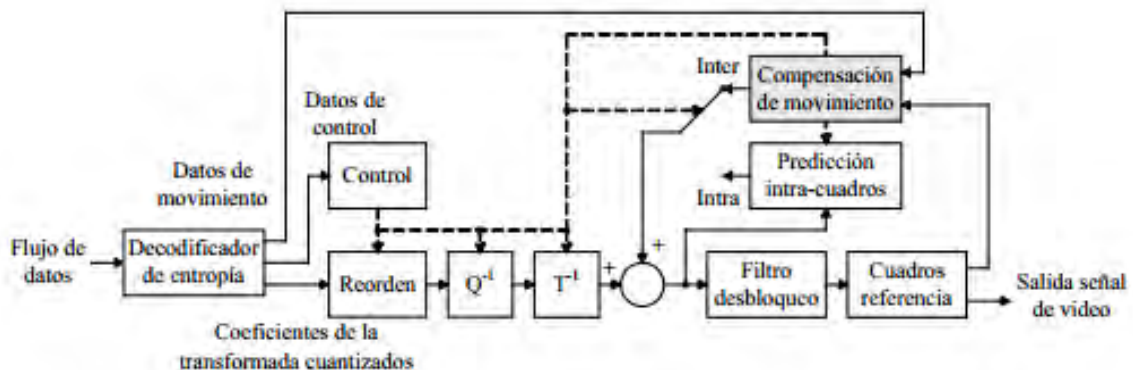 Inter
Compensación
de movimiento
Datos de
control
Datos de
movimiento
Control
Predicción
intra-cuadros
Intra
Flujo de
datos
Decodificador
de entropía
Reorden
Q⁻¹
T⁻¹
+
+
Filtro
desbloqueo
Cuadros
referencia
Salida señal
de video
Coeficientes de la
transformada cuantizados